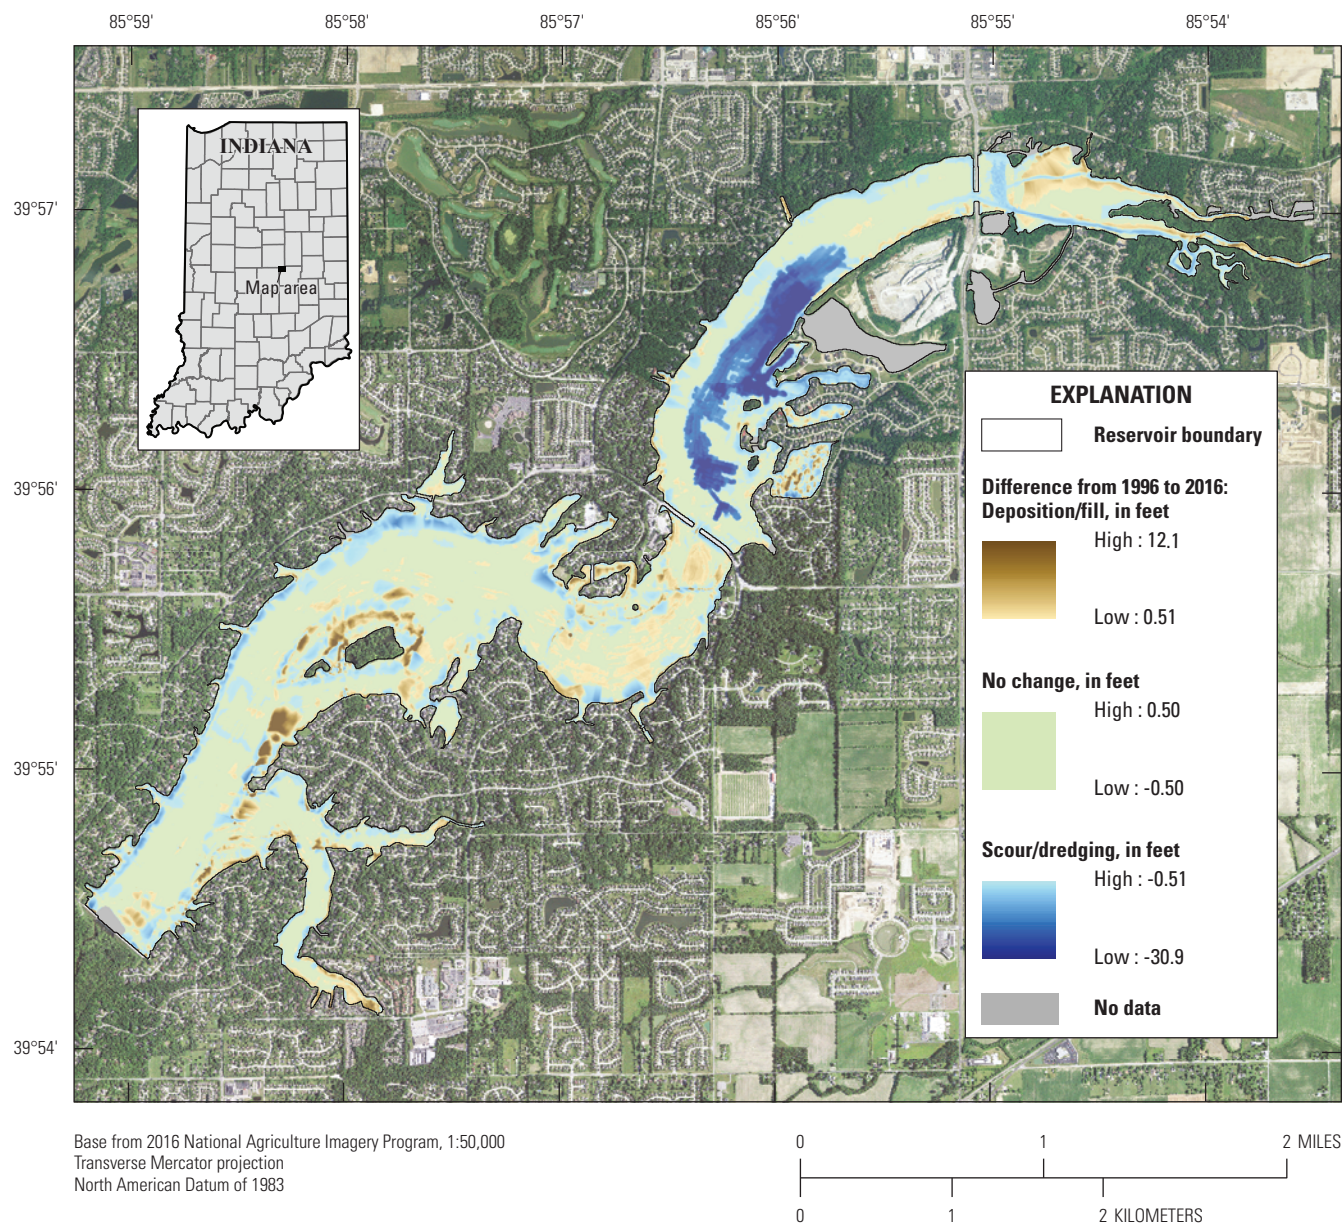 85°59'
85°58'
85°57'
85°56'
85°55'
85°54'
39°57'
39°56'
39°55'
39°54'
INDIANA
Map area
EXPLANATION
Reservoir boundary
Difference from 1996 to 2016:
Deposition/fill, in feet
High : 12.1
Low : 0.51
No change, in feet
High : 0.50
Low : -0.50
Scour/dredging, in feet
High : -0.51
Low : -30.9
No data
Base from 2016 National Agriculture Imagery Program, 1:50,000
Transverse Mercator projection
North American Datum of 1983
0 1 2 MILES
0 1 2 KILOMETERS